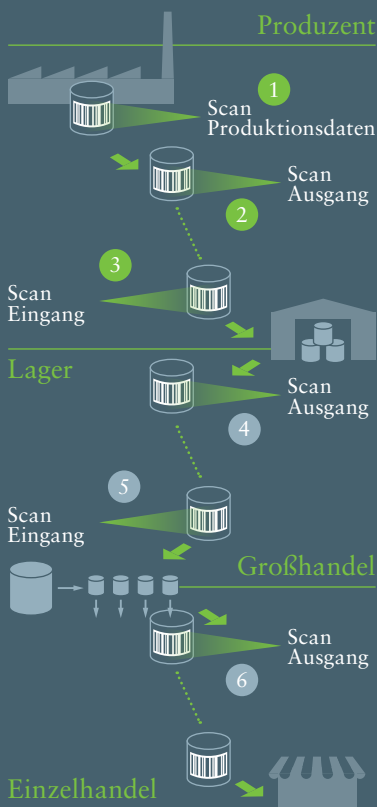 Produzent
1
Scan
Produktionsdaten
Scan
Ausgang
2
3
Scan
Eingang
Lager
Scan
Ausgang
4
5
Scan
Eingang
Großhandel
Scan
Ausgang
6
Einzelhandel